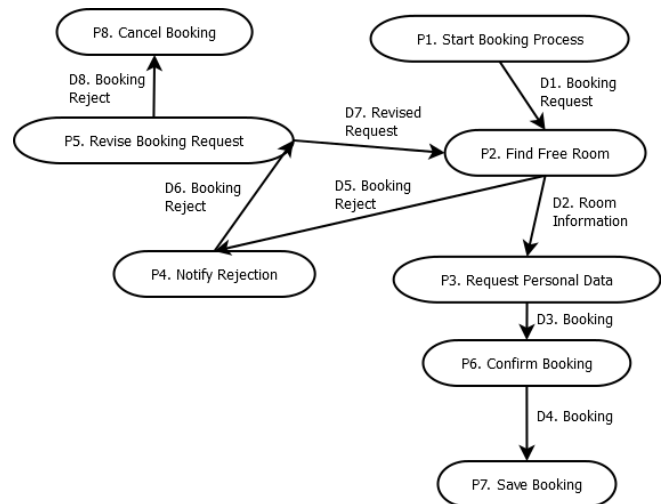 P8. Cancel Booking
P1. Start Booking Process
D8. Booking
Reject
D1. Booking
Request
D7. Revised
Request
P5. Revise Booking Request
P2. Find Free Room
D6. Booking
Reject
D5. Booking
Reject
D2. Room
Information
P4. Notify Rejection
P3. Request Personal Data
D3. Booking
P6. Confirm Booking
D4. Booking
P7. Save Booking